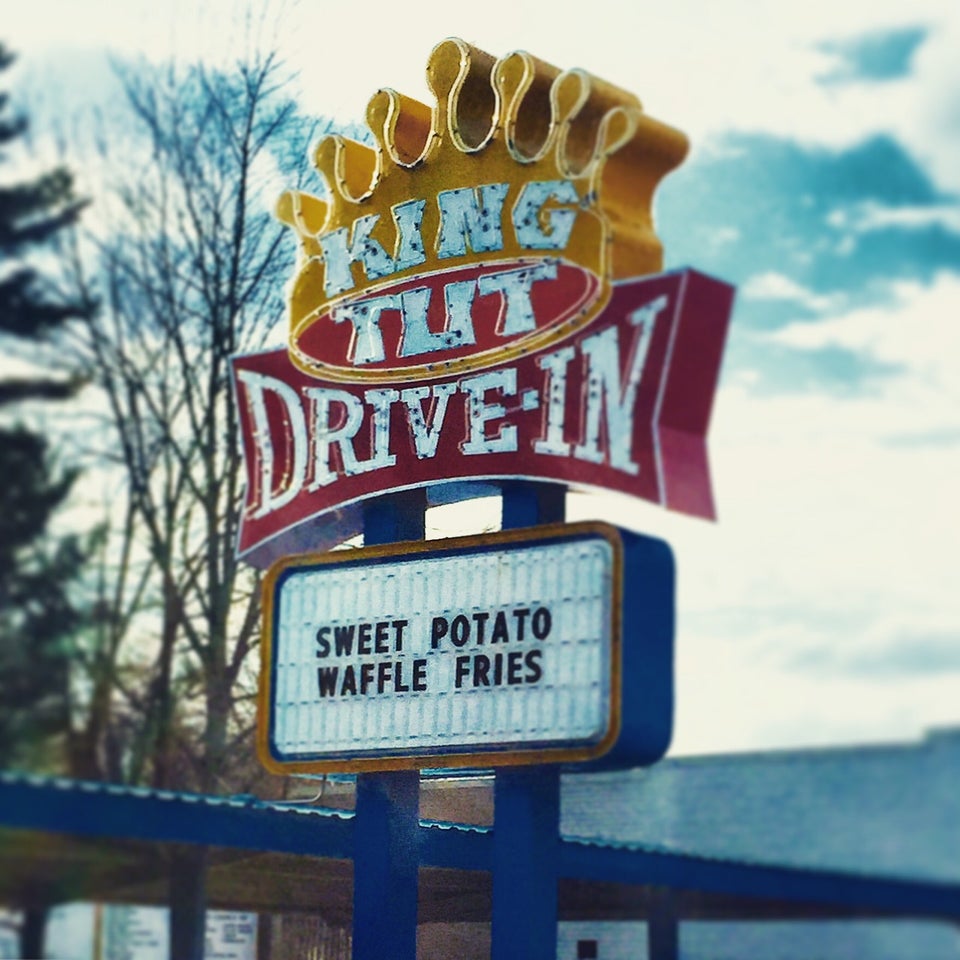 KING
TUT
DRIVE-IN
SWEET POTATO
WAFFLE FRIES